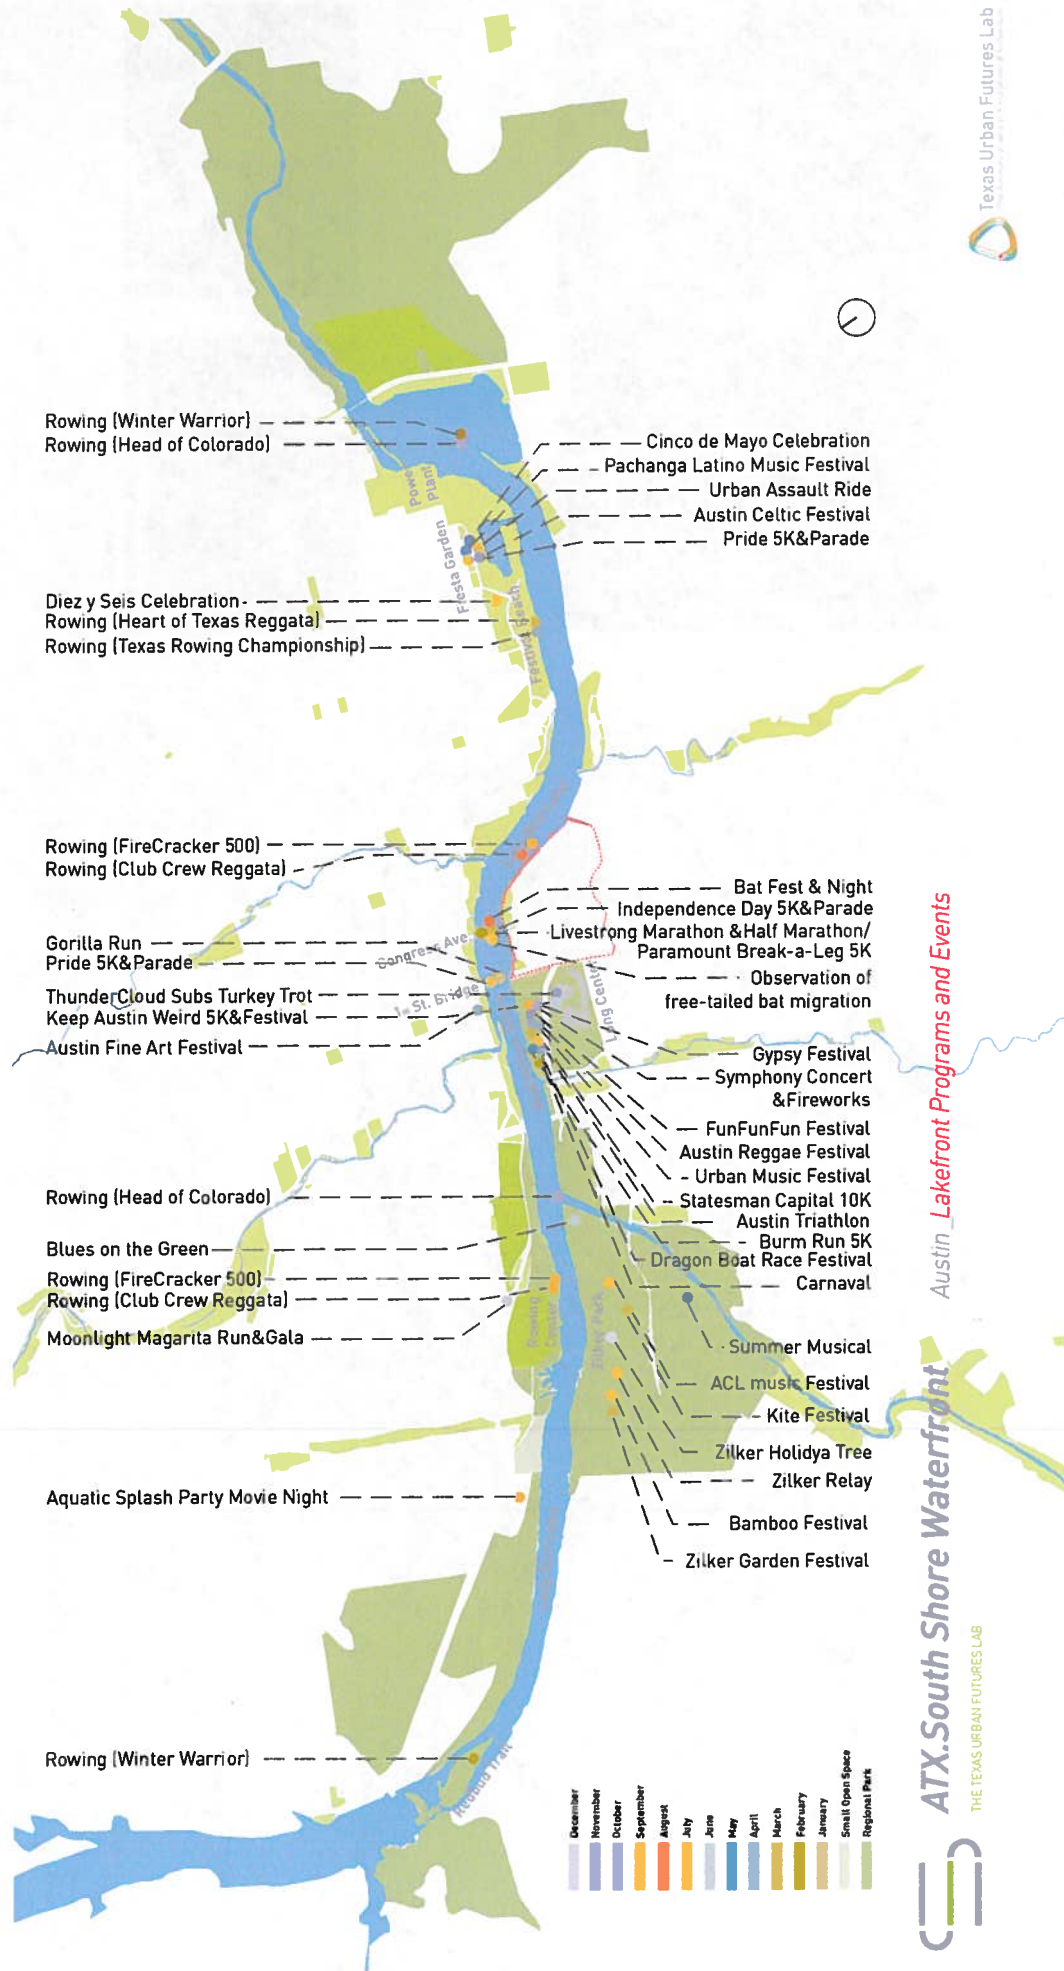 Texas Urban Futures Lab
Rowing (Winter Warrior)
Rowing (Head of Colorado)
Cinco de Mayo Celebration
Pachanga Latino Music Festival
Urban Assault Ride
Austin Celtic Festival
Pride 5K&Parade
Power
Plant
Fiesta Garden
Festival Beach
Diez y Seis Celebration
Rowing (Heart of Texas Reggata)
Rowing (Texas Rowing Championship)
Rowing (FireCracker 500)
Rowing (Club Crew Reggata)
Bat Fest & Night
Independence Day 5K&Parade
Livestrong Marathon &Half Marathon/
Paramount Break-a-Leg 5K
Observation of
free-tailed bat migration
Gorilla Run
Pride 5K&Parade
Congress Ave
ThunderCloud Subs Turkey Trot
Keep Austin Weird 5K&Festival
Austin Fine Art Festival
St. Bridge
Long Center
Gypsy Festival
Symphony Concert
&Fireworks
FunFunFun Festival
Austin Reggae Festival
Urban Music Festival
Statesman Capital 10K
Austin Triathlon
Burm Run 5K
Dragon Boat Race Festival
Carnaval
Rowing (Head of Colorado)
Blues on the Green
Rowing (FireCracker 500)
Rowing (Club Crew Reggata)
Moonlight Magarita Run&Gala
Rowing
Center
Zilker Park
Summer Musical
ACL music Festival
Kite Festival
Zilker Holidya Tree
Zilker Relay
Bamboo Festival
Zilker Garden Festival
Aquatic Splash Party Movie Night
Rowing (Winter Warrior)
Redbud Trail
December
November
October
September
August
July
June
May
April
March
February
January
Small Open Space
Regional Park
Austin_Lakefront Programs and Events
ATX.South Shore Waterfront
THE TEXAS URBAN FUTURES LAB